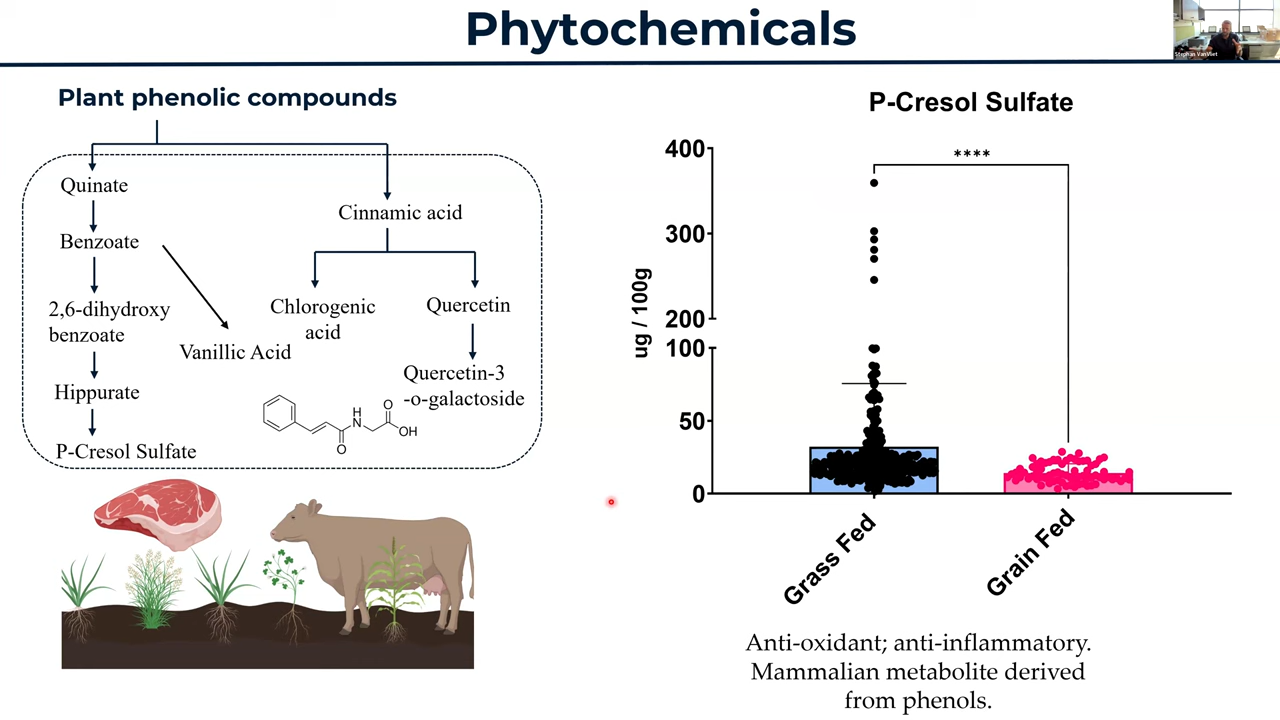 Phytochemicals
Stephan VanVliet
Plant phenolic compounds
Quinate
Benzoate
2,6-dihydroxy
benzoate
Hippurate
P-Cresol Sulfate
Vanillic Acid
Cinnamic acid
Chlorogenic
acid
Quercetin
Quercetin-3
-o-galactoside
O
H
N
OH
O
P-Cresol Sulfate
****
ug / 100g
400
300
200
100
50
0
Grass Fed
Grain Fed
Anti-oxidant; anti-inflammatory.
Mammalian metabolite derived
from phenols.